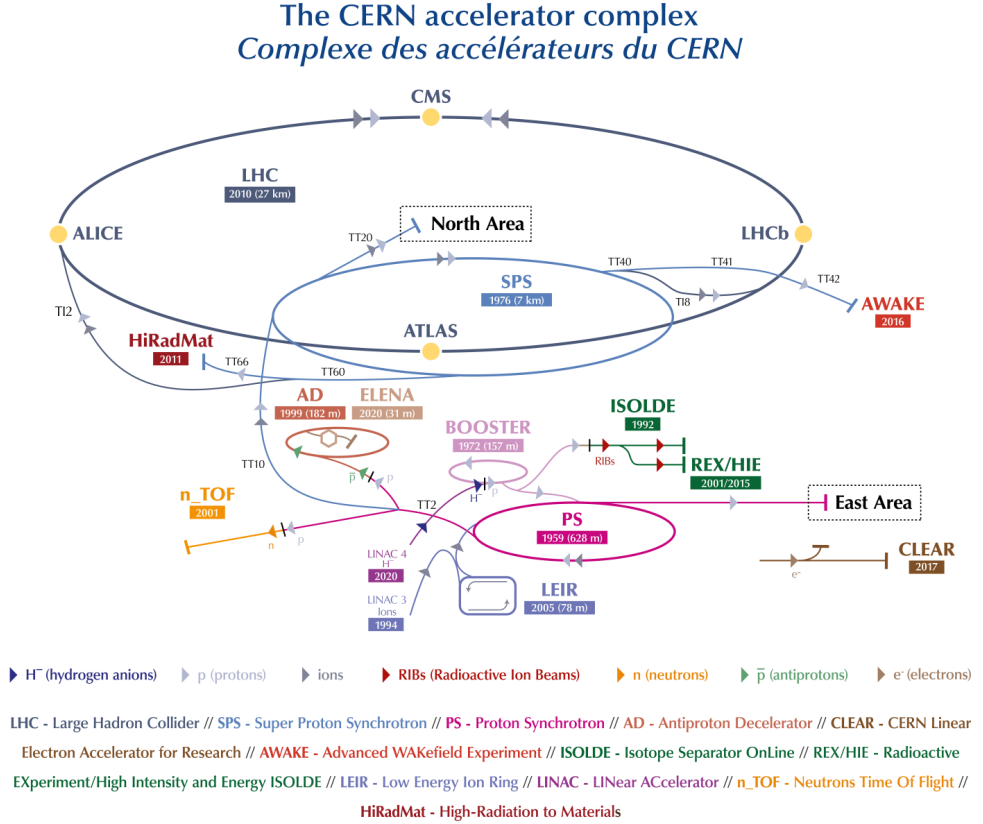 The CERN accelerator complex
Complexe des accélérateurs du CERN
CMS
LHC
2010 (27 km)
ALICE
LHCb
North Area
TT20
TT40
TT41
TT42
SPS
1976 (7 km)
TI8
TI2
AWAKE
2016
ATLAS
HiRadMat
2011
TT66
TT60
AD
1999 (182 m)
ELENA
2020 (31 m)
ISOLDE
1992
BOOSTER
1972 (157 m)
RIBs
REX/HIE
2001/2015
TT10
p̅
p
H⁻
p
n_TOF
2001
TT2
East Area
PS
1959 (628 m)
n
p
LINAC 4
H⁻
2020
CLEAR
2017
e⁻
LEIR
2005 (78 m)
LINAC 3
Ions
1994
H⁻ (hydrogen anions)
p (protons)
ions
RIBs (Radioactive Ion Beams)
n (neutrons)
p̅ (antiprotons)
e⁻ (electrons)
LHC - Large Hadron Collider // SPS - Super Proton Synchrotron // PS - Proton Synchrotron // AD - Antiproton Decelerator // CLEAR - CERN Linear
Electron Accelerator for Research // AWAKE - Advanced WAKefield Experiment // ISOLDE - Isotope Separator OnLine // REX/HIE - Radioactive
EXperiment/High Intensity and Energy ISOLDE // LEIR - Low Energy Ion Ring // LINAC - LINear ACcelerator // n_TOF - Neutrons Time Of Flight //
HiRadMat - High-Radiation to Materials